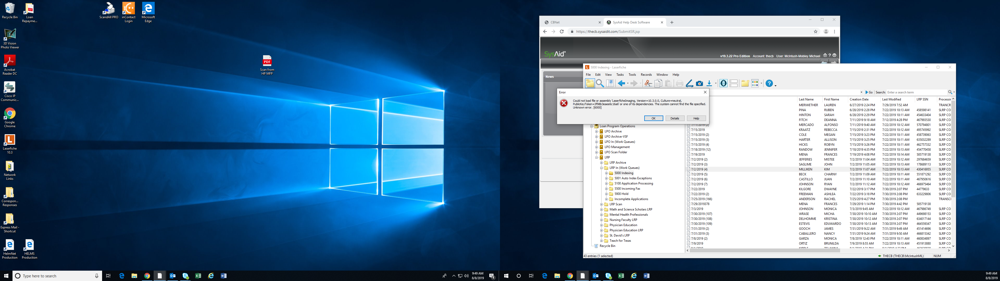 Recycle Bin
Loan
Repayme...
ScandAll PRO
inContact
Login
Microsoft
Edge
3D Vision
Photo Viewer
Acrobat
Reader DC
Cisco IP
Communic...
Google
Chrome
Laserfiche
10.3
Network
Links
Correspon...
Responses
Express Mail -
Shortcut
HelmNet
Production
HELMS
Production
PDF
Scan from
HP MFP
CBNet
SysAid Help Desk Software
https://thecb.sysaidit.com/SubmitSR.jsp
SysAid
v19.3.22 Pro Edition Account: thecb User: McIntush-Mobley Michael
News
5000 Indexing - Laserfiche
File Edit View Tasks Tools Records Window Help
Go Search: Enter a search term
Error
Could not load file or assembly 'LaserficheImaging, Version=10.3.0.0, Culture=neutral,
PublicKeyToken=3f98b3eaee6c16a6' or one of its dependencies. The system cannot find the file specified.
Unknown error. [6000]
OK Details Help
Loan Program Operations
LPO Archive
LPO Archive-VSF
LPO In (Work Queues)
LPO Management
LPO Scan Folder
LRP
LRP Archive
LRP In (Work Queues)
5000 Indexing
5001 Auto Index Exceptions
5100 Application Processing
5500 Incoming Fax
5900 Hold
Incomplete Applications
LRP Scan
Math and Science Scholars LRP
Mental Health Professionals
Nursing Faculty LRP
Physician Education
Physician Education LRP
St. David's LRP
Teach for Texas
Recycle Bin
Last Name First Name Creation Date Last Modified LRP SSN Processin
MERIWETHER LAUREN 6/27/2019 2:24 PM 7/29/2019 7:52 AM TRANCR
PINA RUBEN 6/28/2019 2:28 PM 7/22/2019 10:13 AM 458598141 SLRP CO
HINTON SARAH 6/28/2019 2:29 PM 7/22/2019 10:11 AM 454633404 SLRP CO
FITCH DEANNA 7/11/2019 9:18 AM 7/12/2019 4:28 PM 467993530 SLRP CO
7/11/2019 (2) MERCADO ALFONSO 7/11/2019 9:40 AM 7/22/2019 10:12 AM 570794801 SLRP CO
7/15/2019 KRAATZ REBECCA 7/15/2019 2:31 PM 7/22/2019 10:12 AM 495745992 SLRP CO
7/15/2019 (2) COLE MEGAN 7/15/2019 3:23 PM 7/22/2019 10:11 AM 458739063 SLRP CO
7/15/2019 (3) HARTER ALLISON 7/15/2019 3:25 PM 7/22/2019 10:11 AM 635032289 SLRP CO
7/15/2019 (4) HICKS ROBYN 7/15/2019 3:26 PM 7/22/2019 10:11 AM 462757332 SLRP CO
7/18/2019 (12) RANDOW JENNIFER 7/18/2019 4:35 PM 7/22/2019 10:13 AM 454770458 SLRP CO
7/19/2019 MENA FRANCES 7/19/2019 4:08 PM 7/22/2019 10:14 AM 585719138 SLRP CO
7/2/2019 (2) JEFFERIES MISTEE 7/2/2019 11:04 AM 7/22/2019 10:12 AM 297684659 SLRP CO
7/2/2019 (3) SAGLIME JOHN 7/2/2019 11:05 AM 7/22/2019 10:13 AM 178689113 SLRP CO
7/2/2019 (4) MILLIKEN KIM 7/2/2019 11:07 AM 7/22/2019 10:13 AM 430416955 SLRP CO
7/2/2019 (5) BECK CHARNY 7/2/2019 11:09 AM 7/22/2019 10:11 AM 551871292 SLRP CO
7/2/2019 (6) CASTILLO JUAN 7/2/2019 11:10 AM 7/22/2019 10:11 AM 467950616 SLRP CO
7/2/2019 (7) JOHNSON RYAN 7/2/2019 11:12 AM 7/22/2019 10:12 AM 466975464 SLRP CO
7/22/2019 KILGORE DWAYNE 7/22/2019 3:17 PM 7/30/2019 2:07 PM 44779633 SLRP CO
7/22/2019 (2) FREEMAN ASHLEA 7/22/2019 3:18 PM 7/30/2019 2:08 PM 633229806 SLRP CO
7/25/2019 (166) ANDERSON RACHEL 7/25/2019 4:27 PM 7/30/2019 2:08 PM TRANSCI
7/29/2019378 MENA FRANCES 7/29/2019 1:14 PM 7/30/2019 4:42 PM 585719138
7/3/2019 JOHNSON MONICA 7/3/2019 9:45 AM 7/22/2019 10:12 AM 467986749 SLRP CO
7/30/2019 (107) WRASE MICHA 7/30/2019 10:10 AM 7/30/2019 2:07 PM 449698153 SLRP CO
7/30/2019 (108) DELHOMME KRISTINA 7/30/2019 10:12 AM 7/30/2019 2:07 PM 634017144 SLRP CO
7/30/2019 (109) ESTEVIS EDUWARDO 7/30/2019 10:13 AM 7/30/2019 2:07 PM 464559347 SLRP CO
7/31/2019 (2) GOOCH JAMES 7/31/2019 9:22 AM 7/31/2019 9:49 AM 451414696 SLRP CO
7/31/2019 (3) CABALLERO NANCY 7/31/2019 9:24 AM 7/31/2019 9:50 AM 466815342 SLRP CO
7/8/2019 (2) GARZA MONICA 7/8/2019 12:43 PM 7/22/2019 10:11 AM 460834897 SLRP CO
7/9/2019 ORTIZ BRUNILDA 7/9/2019 8:55 AM 7/22/2019 10:13 AM 451913880 SLRP CO
43 entries (1 selected)
THECB (THECB\McIntushML) NUM
Type here to search
9:49 AM
8/8/2019
4
9:49 AM
8/8/2019